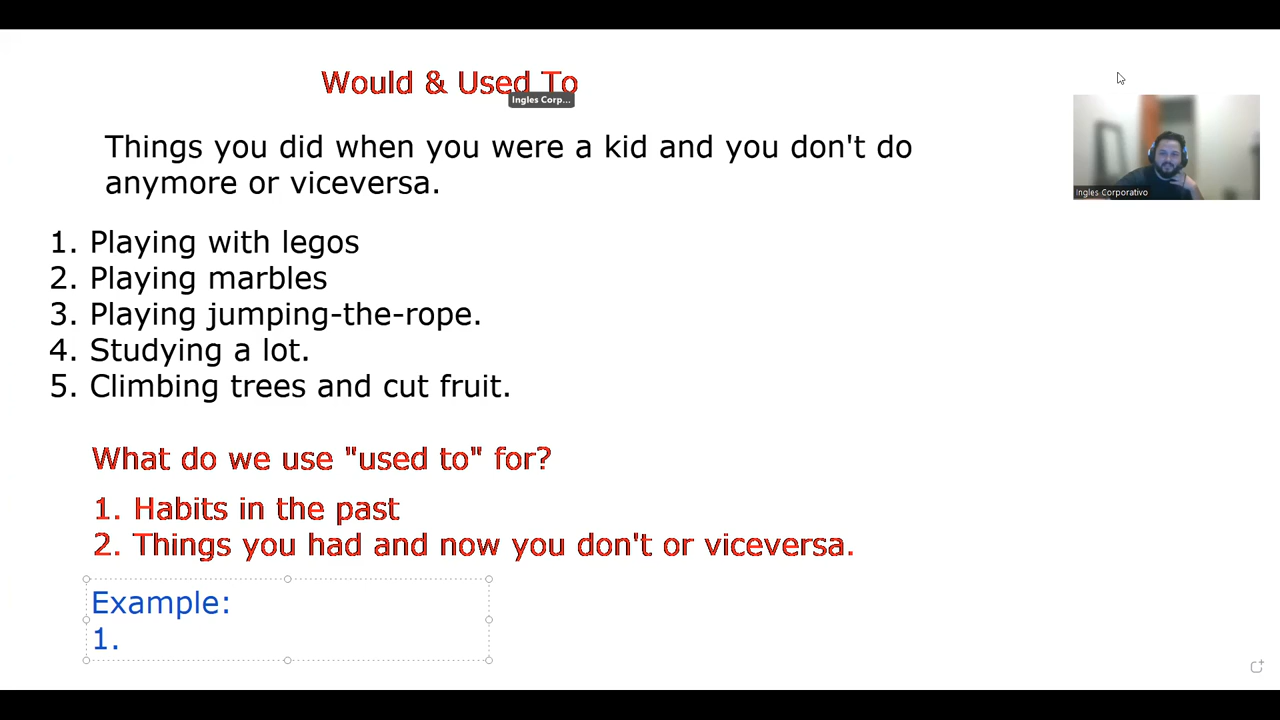 Would & Used To
Ingles Corp...
Things you did when you were a kid and you don't do
anymore or viceversa.
Ingles Corporativo
1. Playing with legos
2. Playing marbles
3. Playing jumping-the-rope.
4. Studying a lot.
5. Climbing trees and cut fruit.
What do we use "used to" for?
1. Habits in the past
2. Things you had and now you don't or viceversa.
Example:
1.